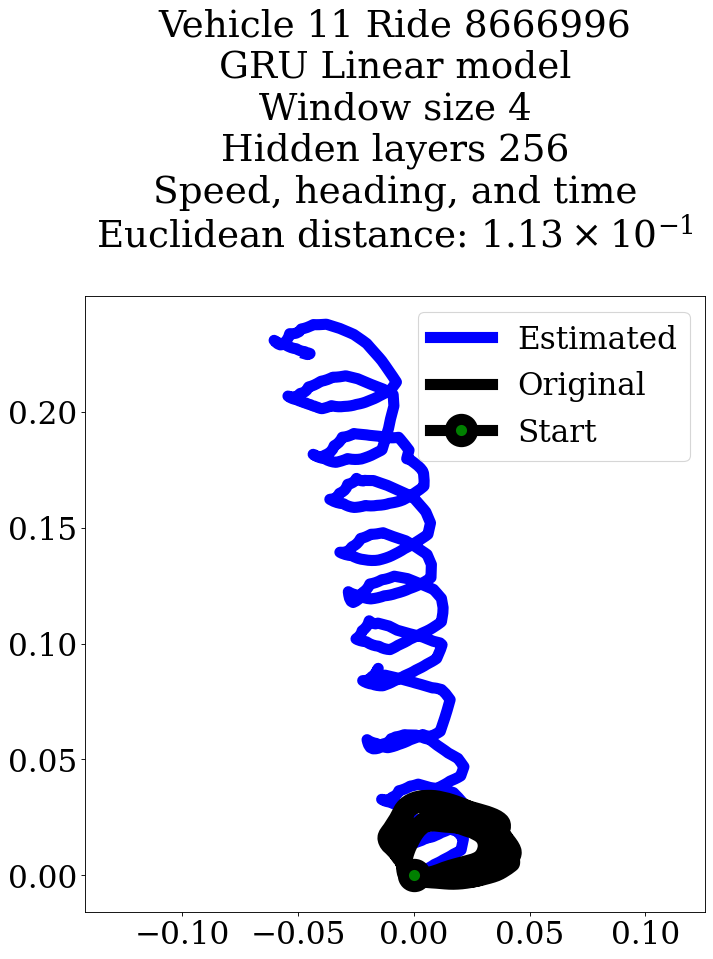 Vehicle 11 Ride 8666996
GRU Linear model
Window size 4
Hidden layers 256
Speed, heading, and time
Euclidean distance: 1.13 × 10⁻¹
Estimated
Original
Start
0.20
0.15
0.10
0.05
0.00
−0.10 −0.05 0.00 0.05 0.10